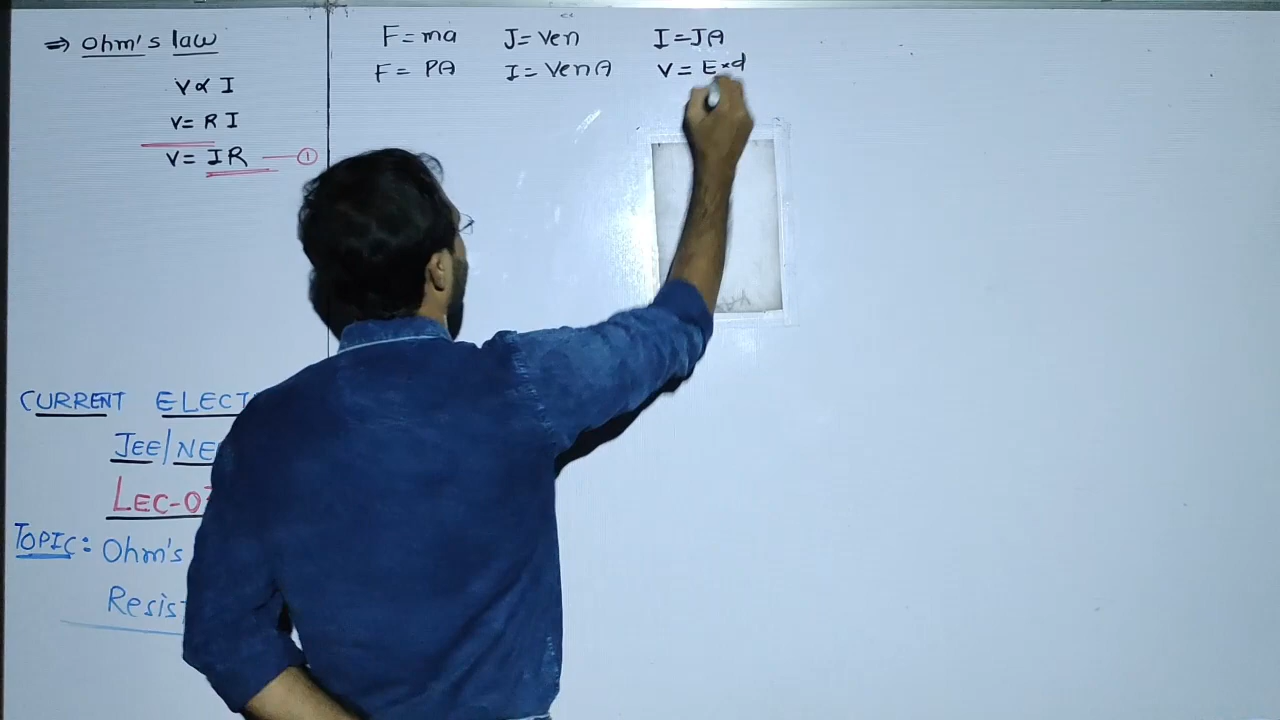 ⇒ Ohm's law
V ∝ I
V = R I
V = IR —①
F = ma J = ven I = JA
F = PA I = VenA V = E×d
CURRENT ELECT
JEE/NE
LEC-0
TOPIC: Ohm's
Resis